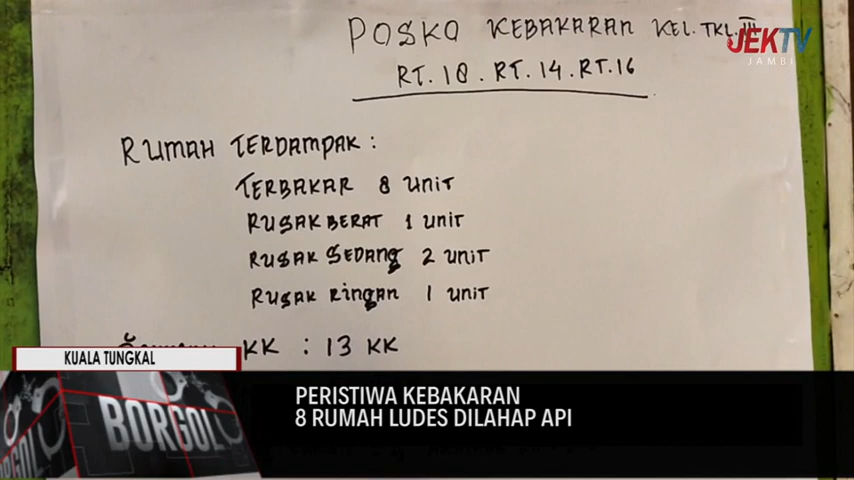 POSKO KEBAKARAN KEL. TKL. III
JEKTV
JAMBI
RT. 18 . RT. 14 . RT. 16
RUMAH TERDAMPAK :
TERBAKAR 8 UNIT
RUSAK BERAT 1 UNIT
RUSAK SEDANG 2 UNIT
RUSAK RINGAN 1 UNIT
KK : 13 KK
KUALA TUNGKAL
BORGOL
BORGOL
PERISTIWA KEBAKARAN
8 RUMAH LUDES DILAHAP API